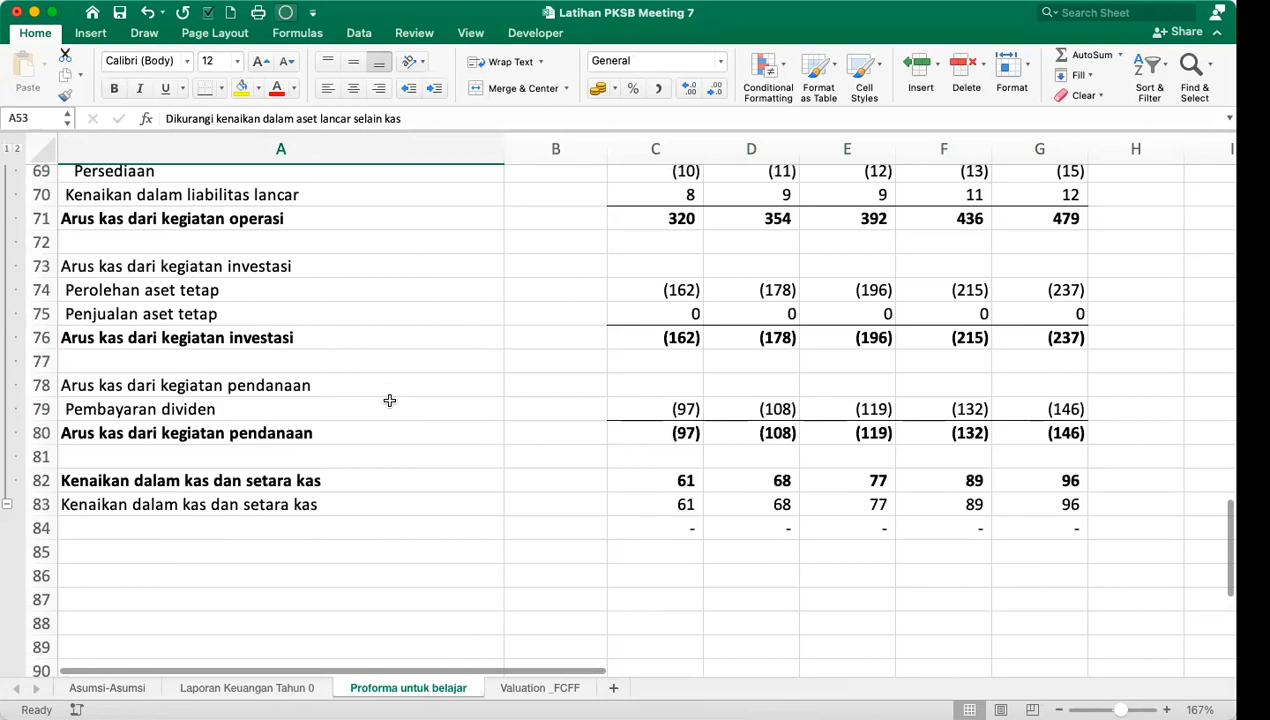 Latihan PKSB Meeting 7
Search Sheet
Home Insert Draw Page Layout Formulas Data Review View Developer
Share
Paste
Calibri (Body) 12
B I U
Wrap Text
Merge & Center
General
Conditional Formatting
Format as Table
Cell Styles
Insert Delete Format
AutoSum
Fill
Clear
Sort & Filter
Find & Select
A53 fx Dikurangi kenaikan dalam aset lancar selain kas
1 2 A B C D E F G H I
69 Persediaan (10) (11) (12) (13) (15)
70 Kenaikan dalam liabilitas lancar 8 9 9 11 12
71 Arus kas dari kegiatan operasi 320 354 392 436 479
72
73 Arus kas dari kegiatan investasi
74 Perolehan aset tetap (162) (178) (196) (215) (237)
75 Penjualan aset tetap 0 0 0 0 0
76 Arus kas dari kegiatan investasi (162) (178) (196) (215) (237)
77
78 Arus kas dari kegiatan pendanaan
79 Pembayaran dividen (97) (108) (119) (132) (146)
80 Arus kas dari kegiatan pendanaan (97) (108) (119) (132) (146)
81
82 Kenaikan dalam kas dan setara kas 61 68 77 89 96
83 Kenaikan dalam kas dan setara kas 61 68 77 89 96
84 - - - - -
85
86
87
88
89
90
Asumsi-Asumsi Laporan Keuangan Tahun 0 Proforma untuk belajar Valuation _FCFF +
Ready 167%